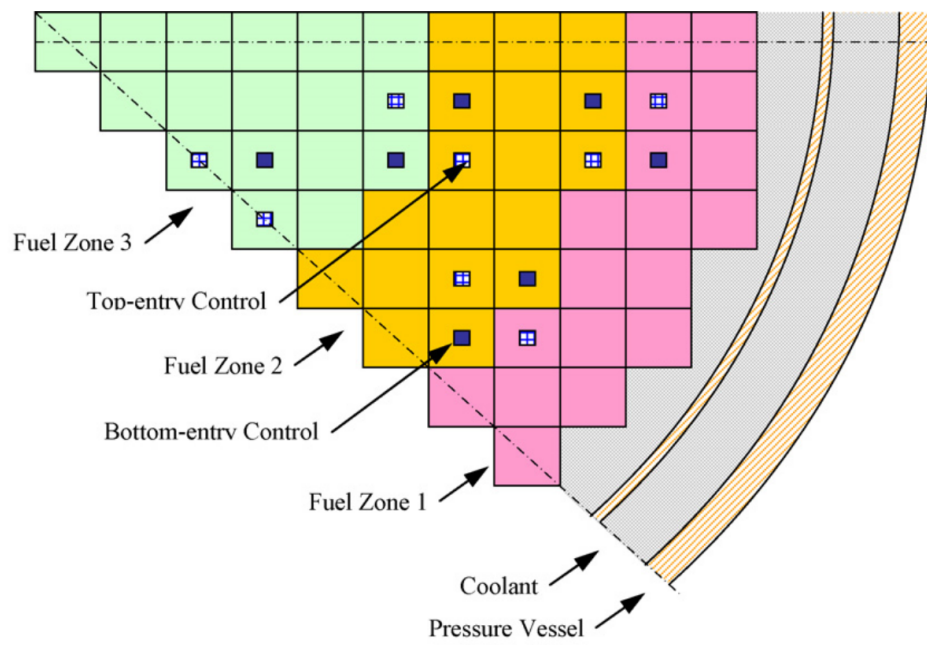 Fuel Zone 3
Top-entry Control
Fuel Zone 2
Bottom-entry Control
Fuel Zone 1
Coolant
Pressure Vessel